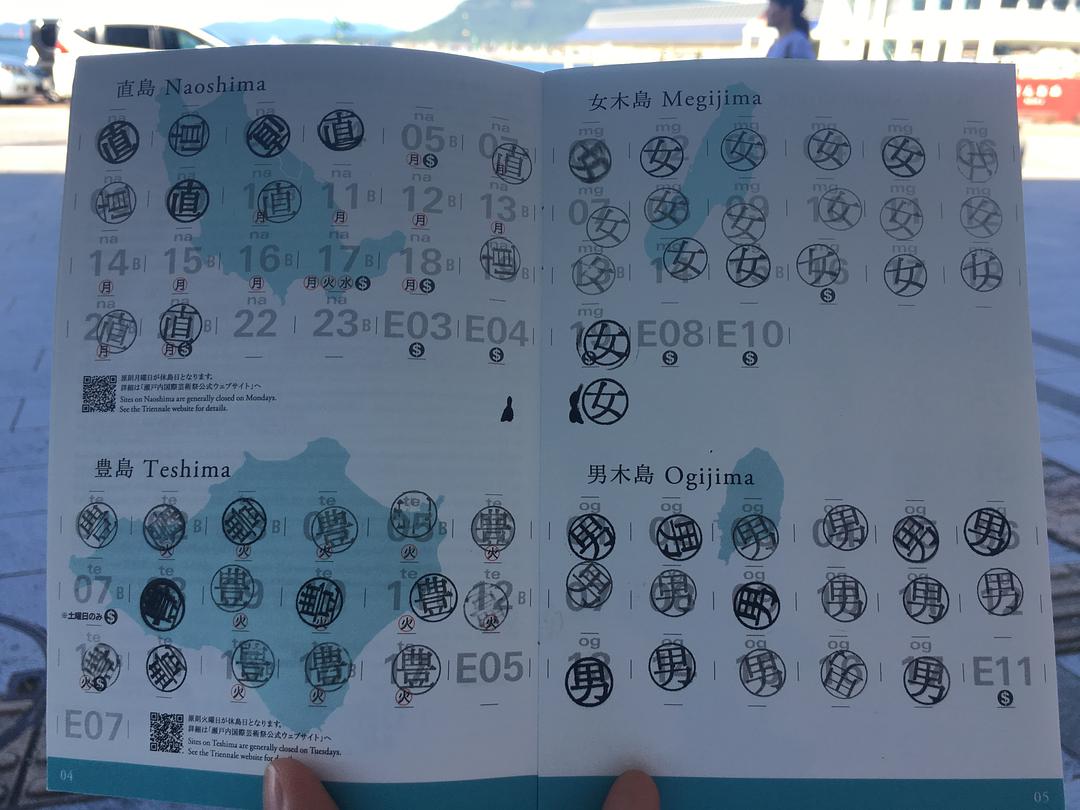 直島 Naoshima
na na na na na na
直 直 直 直 05 B 直
月 $
na na na na na na
直 直 直 11 B 12 B 13 B
月 月 月 月
na na na na na
14 B 15 B 16 B 17 B 18 B 直
月 月 月 月火水$ 月$
na na na na
直 直 B 22 23 B E03 E04
月 月$ $ $
原則月曜日が休島日となります。
詳細は「瀬戸内国際芸術祭公式ウェブサイト」へ
Sites on Naoshima are generally closed on Mondays.
See the Triennale website for details.
豊島 Teshima
te te te te te te
豊 豊 B 豊 B 豊 豊 B 豊
火 火 火 火 火
te te te te te te
07 B 豊 豊 豊 豊 12 B
※土曜日のみ$ 火 火 火
te te te te te
豊 豊 豊 豊 豊 E05
火$ 火 火 火
E07
原則火曜日が休島日となります。
詳細は「瀬戸内国際芸術祭公式ウェブサイト」へ
Sites on Teshima are generally closed on Tuesdays.
See the Triennale website for
04
女木島 Megijima
mg mg mg mg mg mg
女 女 女 女 女 女
mg mg mg mg mg mg
07 女 女 女 女 女 女
mg mg mg mg mg mg
女 女 女 女 女 女
$
女 E08 E10
$ $
女
男木島 Ogijima
og og og og og og
男 男 男 男 男 男
og og og og og og
男 男 男 男 男 男
og og og og og
男 男 男 男 男 E11
$
05